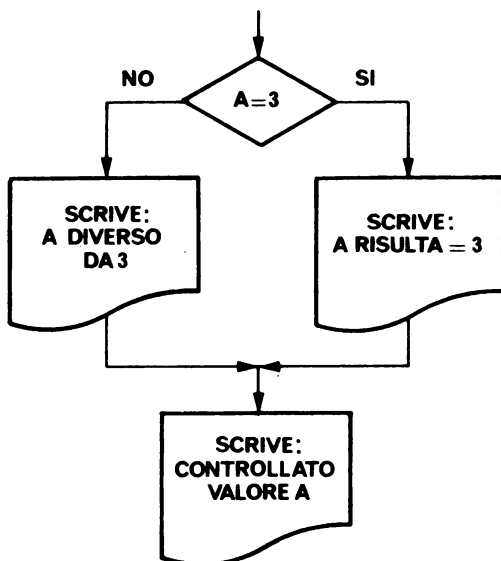 NO
SI
A=3
SCRIVE:
A DIVERSO
DA 3
SCRIVE:
A RISULTA = 3
SCRIVE:
CONTROLLATO
VALORE A